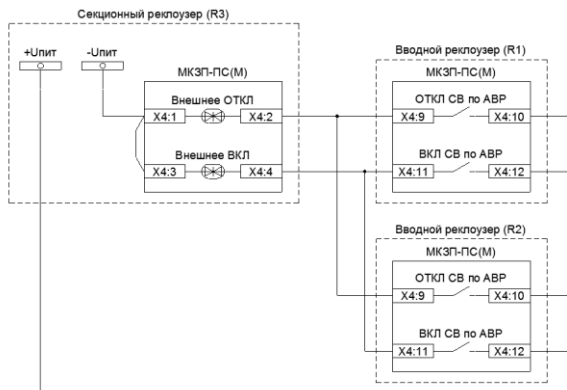 Секционный реклоузер (R3)
+Uпит
-Uпит
МКЗП-ПС(М)
Внешнее ОТКЛ
X4:1
X4:2
Внешнее ВКЛ
X4:3
X4:4
Вводной реклоузер (R1)
МКЗП-ПС(М)
ОТКЛ СВ по АВР
X4:9
X4:10
ВКЛ СВ по АВР
X4:11
X4:12
Вводной реклоузер (R2)
МКЗП-ПС(М)
ОТКЛ СВ по АВР
X4:9
X4:10
ВКЛ СВ по АВР
X4:11
X4:12